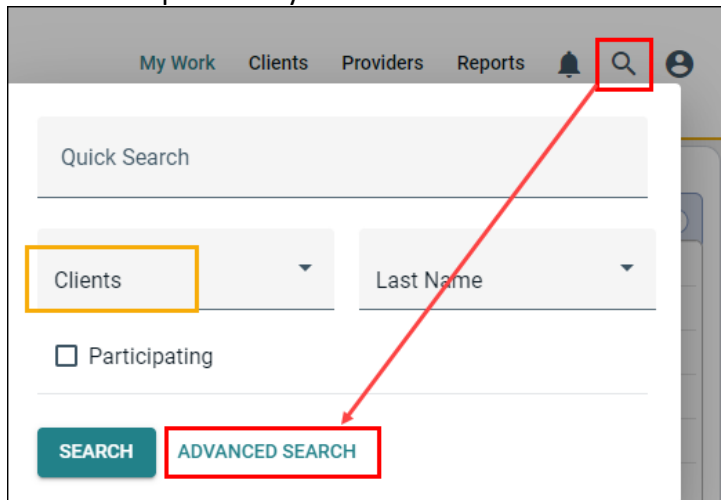 My Work Clients Providers Reports
Quick Search
Clients Last Name
Participating
SEARCH ADVANCED SEARCH